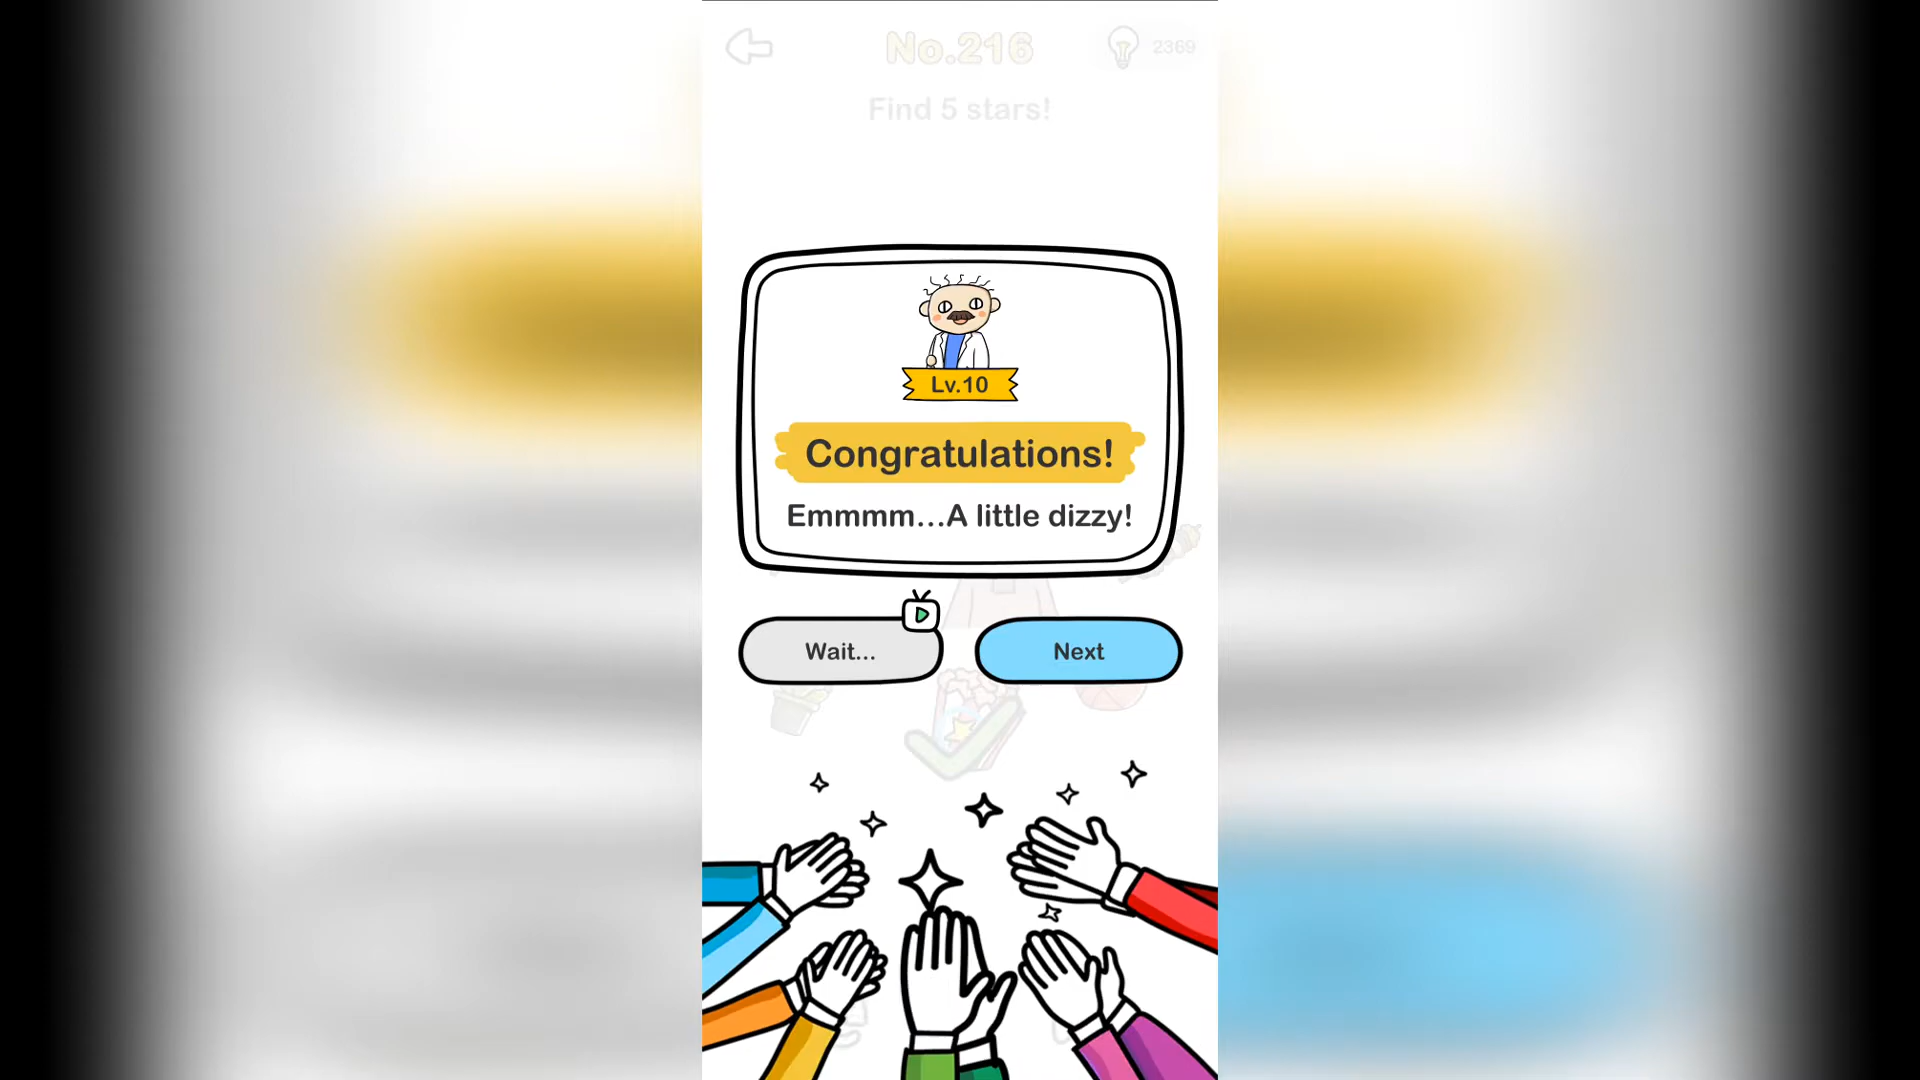 No.216
2369
Find 5 stars!
Lv.10
Congratulations!
Emmmm...A little dizzy!
Wait...
Next